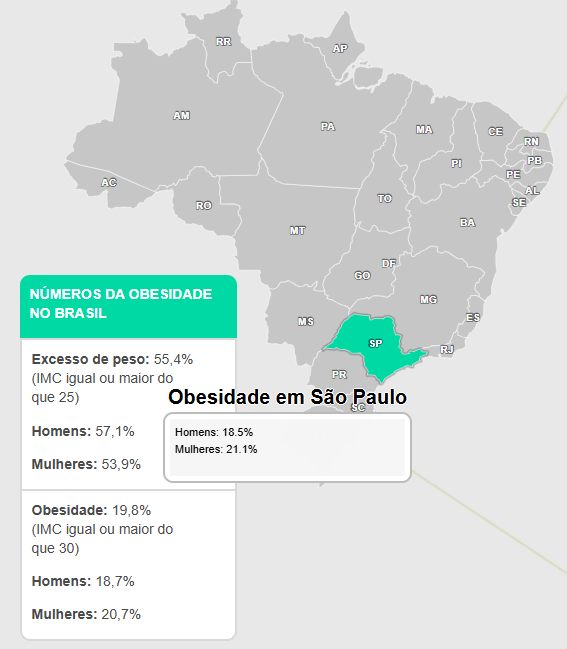 RR
AP
AM
PA
MA
CE
RN
PB
PI
PE
AL
SE
AC
RO
TO
BA
MT
DF
GO
MG
MS
ES
SP
RJ
PR
SC
NÚMEROS DA OBESIDADE
NO BRASIL
Excesso de peso: 55,4%
(IMC igual ou maior do
que 25)
Homens: 57,1%
Mulheres: 53,9%
Obesidade: 19,8%
(IMC igual ou maior do
que 30)
Homens: 18,7%
Mulheres: 20,7%
Obesidade em São Paulo
Homens: 18.5%
Mulheres: 21.1%